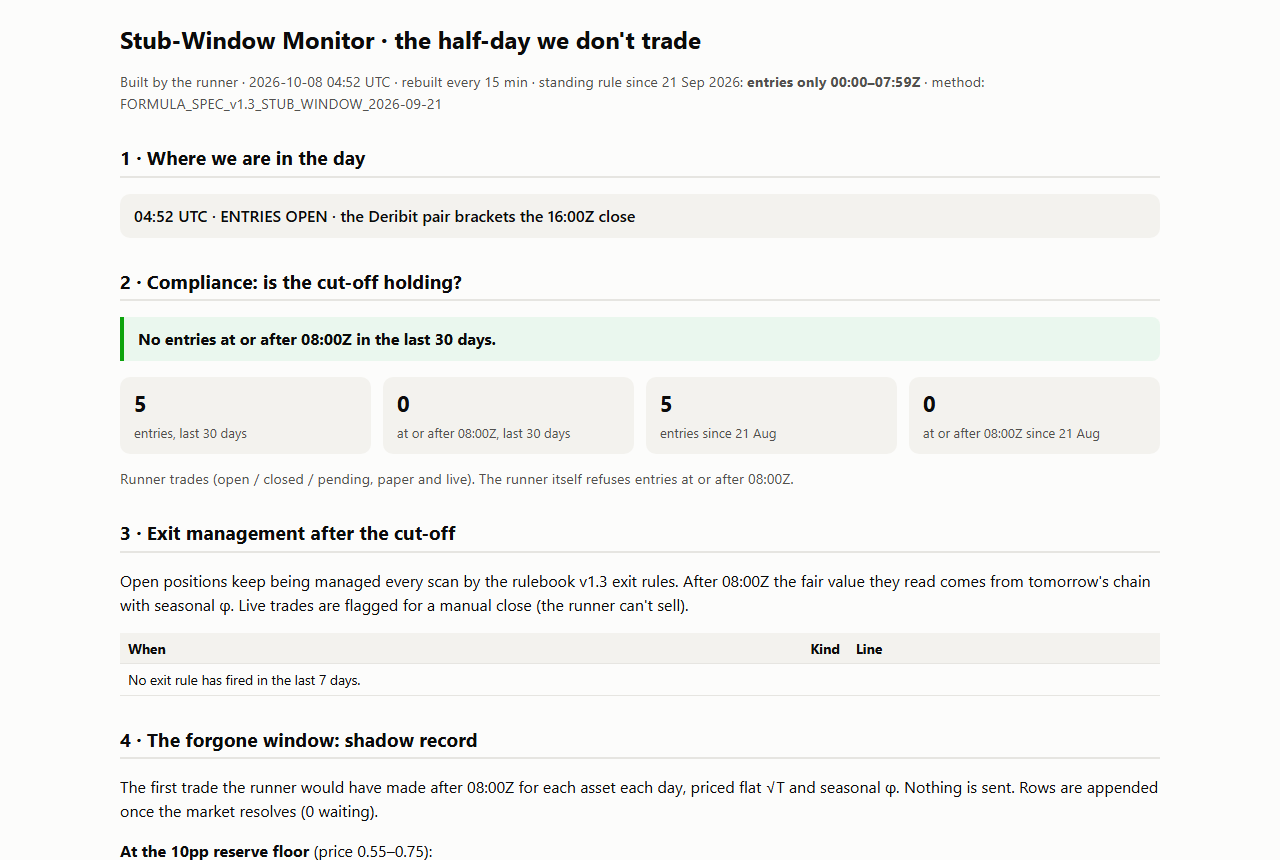 Stub-Window Monitor · the half-day we don't trade
Built by the runner · 2026-10-08 04:52 UTC · rebuilt every 15 min · standing rule since 21 Sep 2026: entries only 00:00–07:59Z · method:
FORMULA_SPEC_v1.3_STUB_WINDOW_2026-09-21
1 · Where we are in the day
04:52 UTC · ENTRIES OPEN · the Deribit pair brackets the 16:00Z close
2 · Compliance: is the cut-off holding?
No entries at or after 08:00Z in the last 30 days.
5
entries, last 30 days
0
at or after 08:00Z, last 30 days
5
entries since 21 Aug
0
at or after 08:00Z since 21 Aug
Runner trades (open / closed / pending, paper and live). The runner itself refuses entries at or after 08:00Z.
3 · Exit management after the cut-off
Open positions keep being managed every scan by the rulebook v1.3 exit rules. After 08:00Z the fair value they read comes from tomorrow's chain
with seasonal φ. Live trades are flagged for a manual close (the runner can't sell).
When Kind Line
No exit rule has fired in the last 7 days.
4 · The forgone window: shadow record
The first trade the runner would have made after 08:00Z for each asset each day, priced flat √T and seasonal φ. Nothing is sent. Rows are appended
once the market resolves (0 waiting).
At the 10pp reserve floor (price 0.55–0.75):